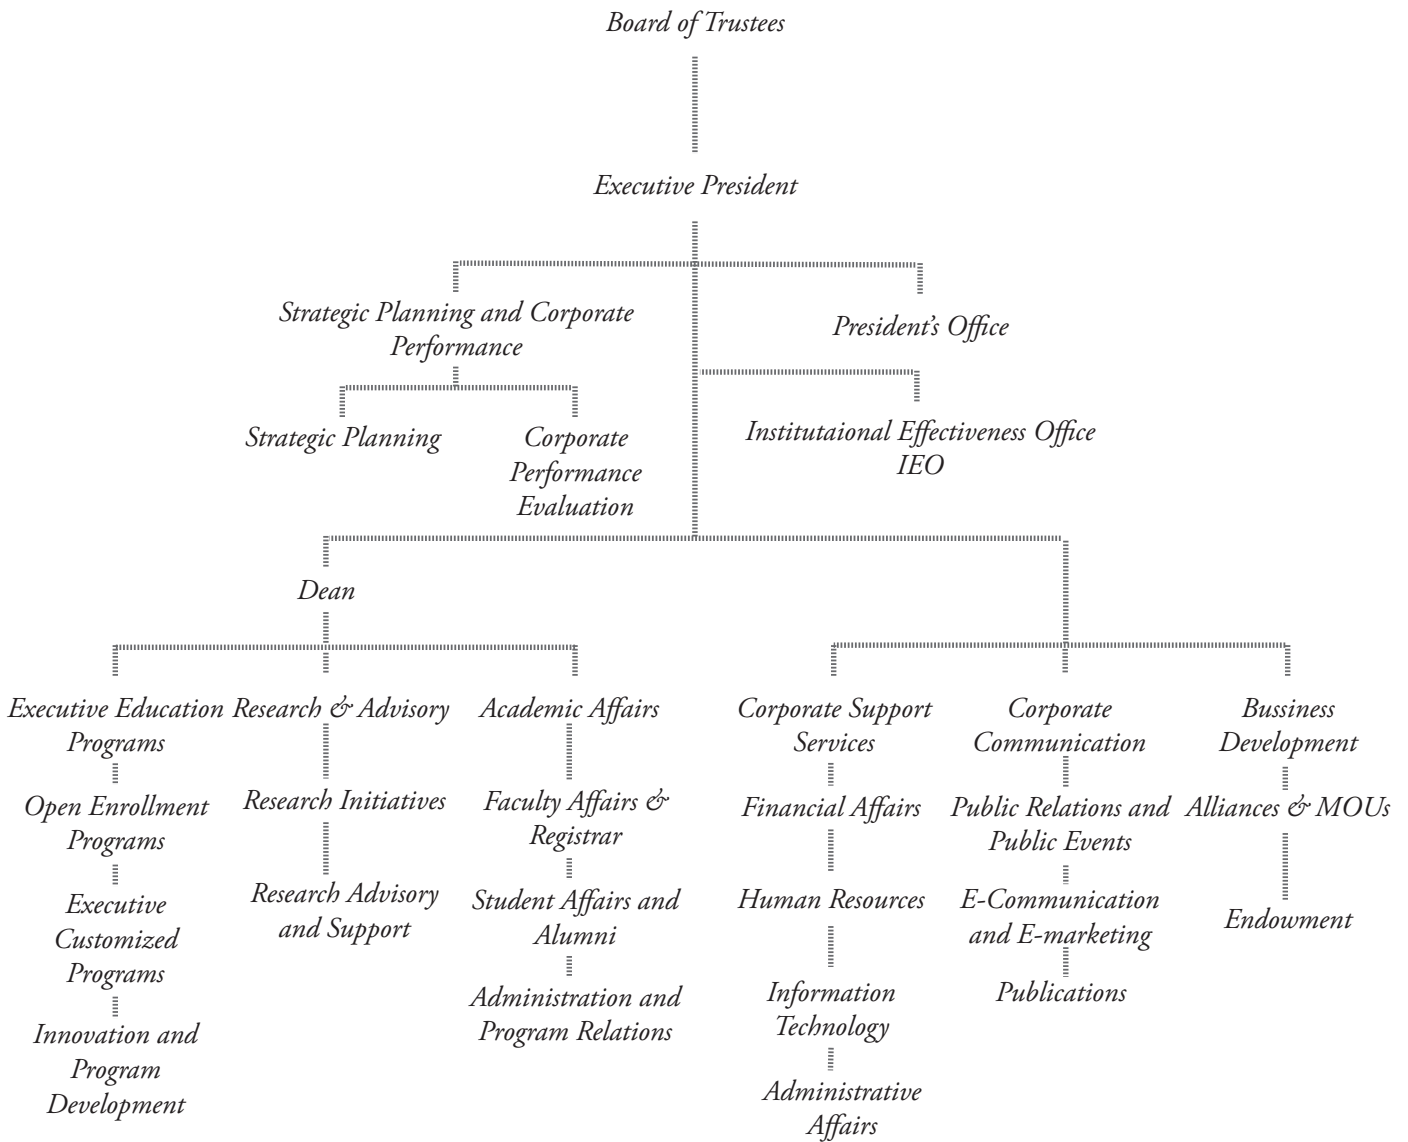 Board of Trustees
Executive President
Strategic Planning and Corporate
Performance
President's Office
Strategic Planning
Corporate
Performance
Evaluation
Institutaional Effectiveness Office
IEO
Dean
Executive Education
Programs
Research & Advisory
Academic Affairs
Corporate Support
Services
Corporate
Communication
Bussiness
Development
Open Enrollment
Programs
Executive
Customized
Programs
Innovation and
Program
Development
Research Initiatives
Research Advisory
and Support
Faculty Affairs &
Registrar
Student Affairs and
Alumni
Administration and
Program Relations
Financial Affairs
Human Resources
Information
Technology
Administrative
Affairs
Public Relations and
Public Events
E-Communication
and E-marketing
Publications
Alliances & MOUs
Endowment